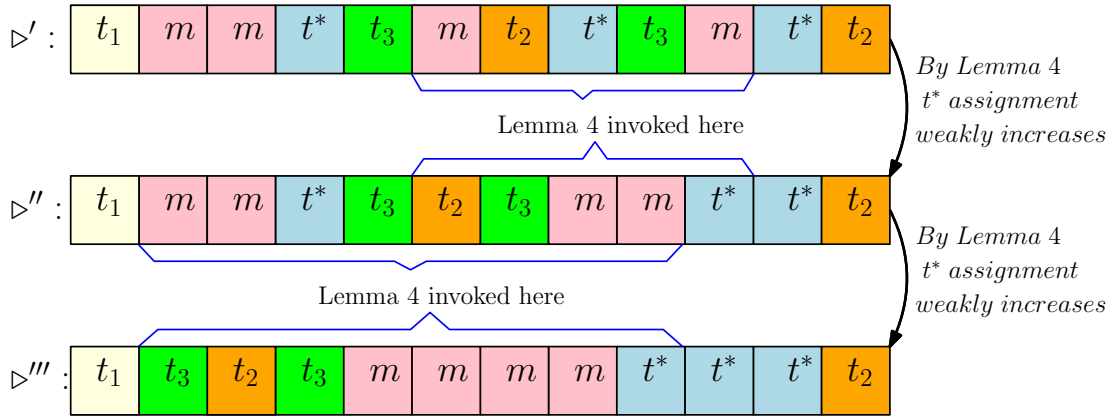 ▷′ : t₁ m m t* t₃ m t₂ t* t₃ m t* t₂
By Lemma 4
t* assignment
weakly increases
Lemma 4 invoked here
▷′′ : t₁ m m t* t₃ t₂ t₃ m m t* t* t₂
By Lemma 4
t* assignment
weakly increases
Lemma 4 invoked here
▷′′′ : t₁ t₃ t₂ t₃ m m m m t* t* t* t₂